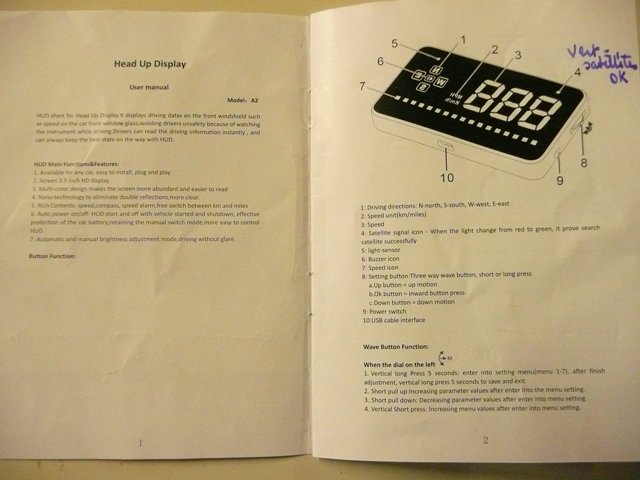 Head Up Display
User manual
Model: A2
HUD short for Head Up Display.It displays driving datas on the front windshield such
as speed on the car front window glass;avoiding drivers unsafety because of watching
the instrument while driving.Drivers can read the driving information instantly , and
can always keep the best state on the way with HUD.
HUD Main Functions&Features:
1. Available for any car, easy to install, plug and play
2. Screen 3.5 inch HD display
3. Multi-color design makes the screen more abundant and easier to read
4. Nano-technology to eliminate double reflections,more clear.
5. Rich Contents: speed,compass, speed alarm,free switch between km and miles
6. Auto power on/off: HUD start and off with vehicle started and shutdown, effective
protection of the car battery,retaining the manual switch mode,more easy to control
HUD.
7. Automatic and manual brightness adjustment mode,driving without glare.
Button Function:
1
5
1
2
3
6
7
4
8
9
10
N
S
W
E
888
Vert =
satellites
OK
1: Driving directions: N-north, S-south, W-west, E-east
2: Speed unit(km/miles)
3: Speed
4: Satellite signal icon - When the light change from red to green, it prove search
satellite successfully
5: light-sensor
6: Buzzer icon
7: Speed icon
8: Setting button:Three way wave button, short or long press
a.Up button = up motion
b.Ok button = inward button press
c.Down button = down motion
9: Power switch
10:USB cable interface
Wave Button Function:
When the dial on the left M
1. Vertical long Press 5 seconds: enter into setting menu(menu 1-7), after finish
adjustment, vertical long press 5 seconds to save and exit.
2. Short pull up:Increasing parameter values after enter into the menu setting.
3. Short pull down: Decreasing parameter values after enter into menu setting.
4. Vertical Short press: Increasing menu values after enter into menu setting.
2